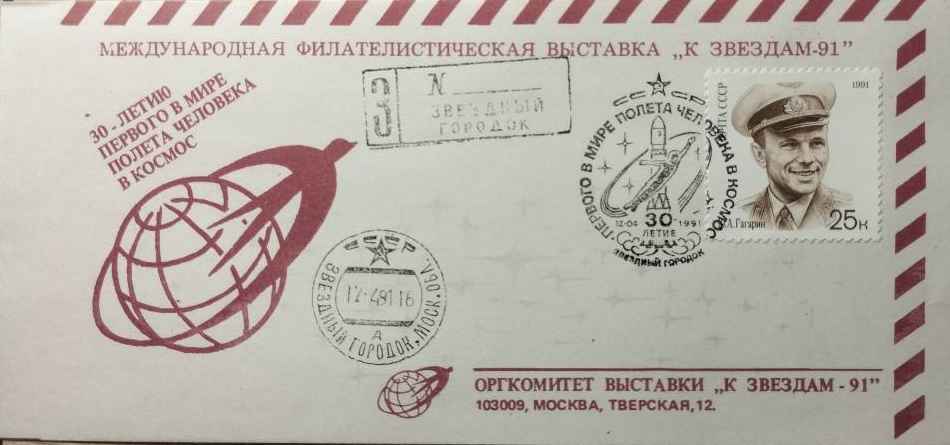 МЕЖДУНАРОДНАЯ ФИЛАТЕЛИСТИЧЕСКАЯ ВЫСТАВКА „К ЗВЕЗДАМ-91"
30-ЛЕТИЮ
ПЕРВОГО В МИРЕ
ПОЛЕТА ЧЕЛОВЕКА
В КОСМОС
З
N
ЗВЕЗДНЫЙ
ГОРОДОК
ПЕРВОГО В МИРЕ ПОЛЕТА ЧЕЛОВЕКА В КОСМОС
12·04 30 1991
ЛЕТИЕ
ЗВЕЗДНЫЙ ГОРОДОК
1991
ПОЧТА СССР
Ю.А.Гагарин
25к
СССР
12-4 91 16
А
ЗВЕЗДНЫЙ ГОРОДОК, МОСК. ОБЛ.
ОРГКОМИТЕТ ВЫСТАВКИ „К ЗВЕЗДАМ - 91"
103009, МОСКВА, ТВЕРСКАЯ, 12.